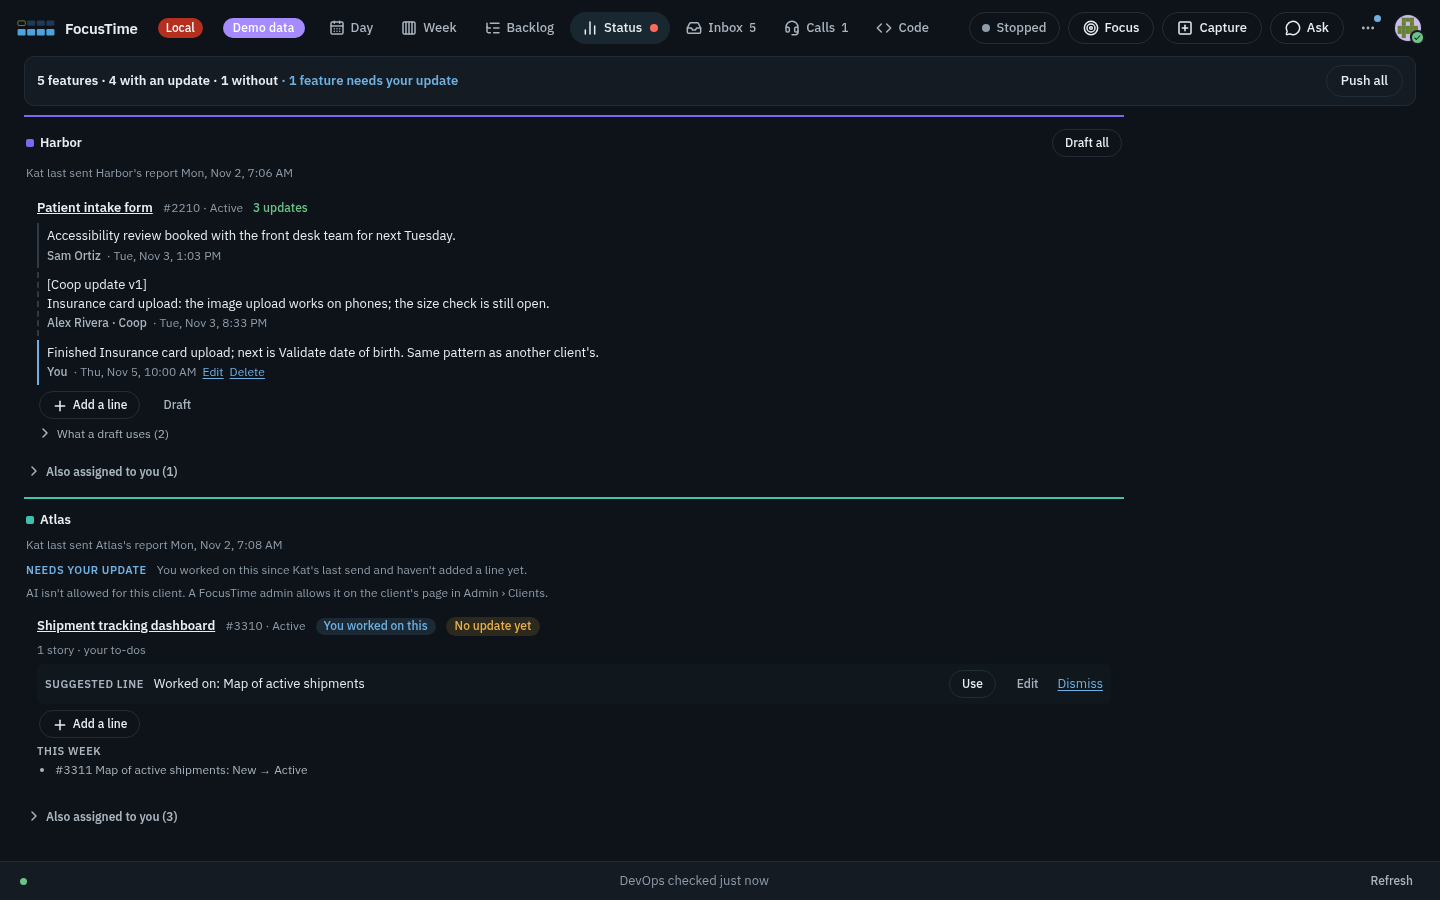 FocusTime Local Demo data Day Week Backlog Status Inbox 5 Calls 1 Code Stopped Focus Capture Ask
5 features · 4 with an update · 1 without · 1 feature needs your update Push all
Harbor Draft all
Kat last sent Harbor's report Mon, Nov 2, 7:06 AM
Patient intake form #2210 · Active 3 updates
Accessibility review booked with the front desk team for next Tuesday.
Sam Ortiz · Tue, Nov 3, 1:03 PM
[Coop update v1]
Insurance card upload: the image upload works on phones; the size check is still open.
Alex Rivera · Coop · Tue, Nov 3, 8:33 PM
Finished Insurance card upload; next is Validate date of birth. Same pattern as another client's.
You · Thu, Nov 5, 10:00 AM Edit Delete
Add a line Draft
What a draft uses (2)
Also assigned to you (1)
Atlas
Kat last sent Atlas's report Mon, Nov 2, 7:08 AM
NEEDS YOUR UPDATE You worked on this since Kat's last send and haven't added a line yet.
AI isn't allowed for this client. A FocusTime admin allows it on the client's page in Admin › Clients.
Shipment tracking dashboard #3310 · Active You worked on this No update yet
1 story · your to-dos
SUGGESTED LINE Worked on: Map of active shipments Use Edit Dismiss
Add a line
THIS WEEK
• #3311 Map of active shipments: New → Active
Also assigned to you (3)
DevOps checked just now Refresh